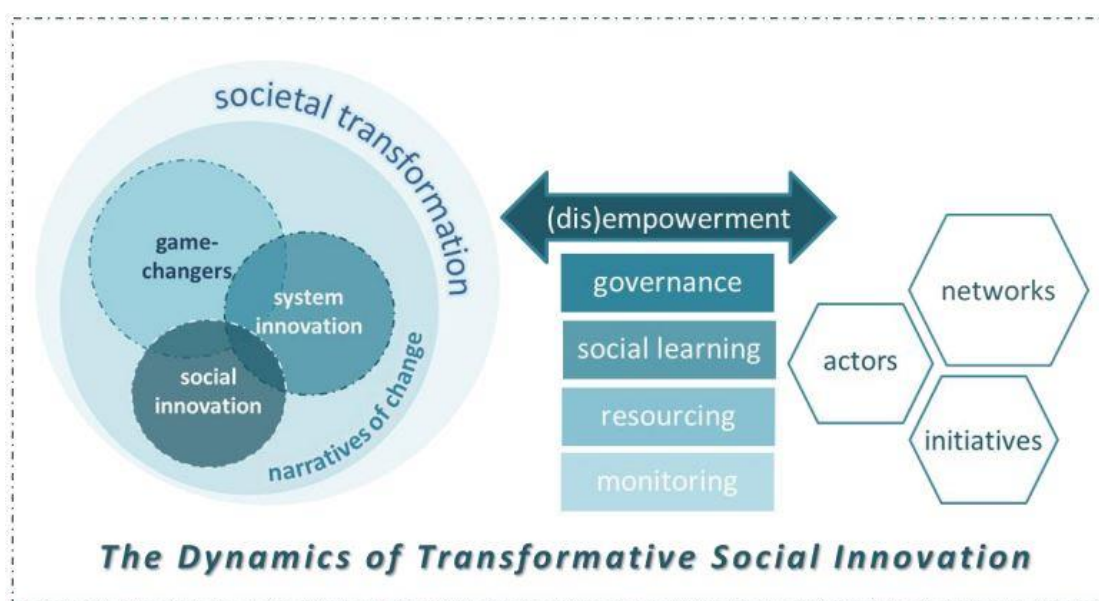 societal transformation
game-
changers
system
innovation
social
innovation
narratives of change
(dis)empowerment
governance
social learning
resourcing
monitoring
networks
actors
initiatives
The Dynamics of Transformative Social Innovation